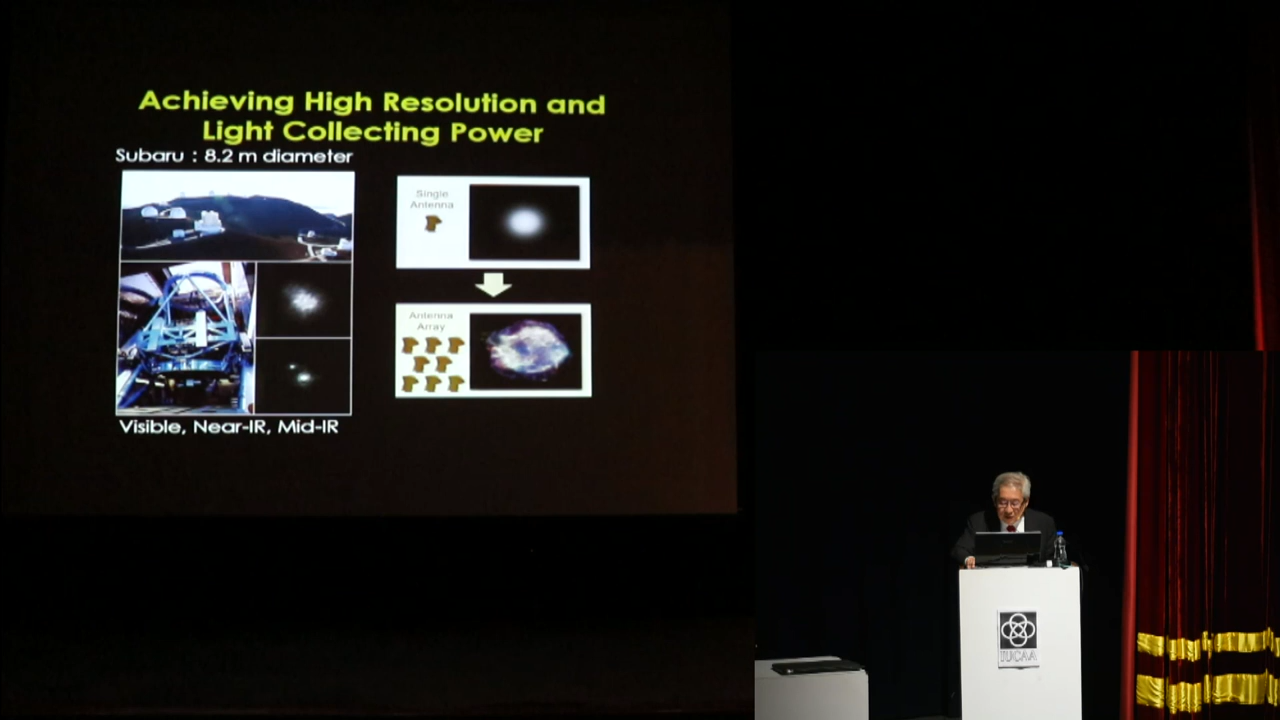 Achieving High Resolution and
Light Collecting Power
Subaru : 8.2 m diameter
Single
Antenna
Antenna
Array
Visible, Near-IR, Mid-IR
IUCAA